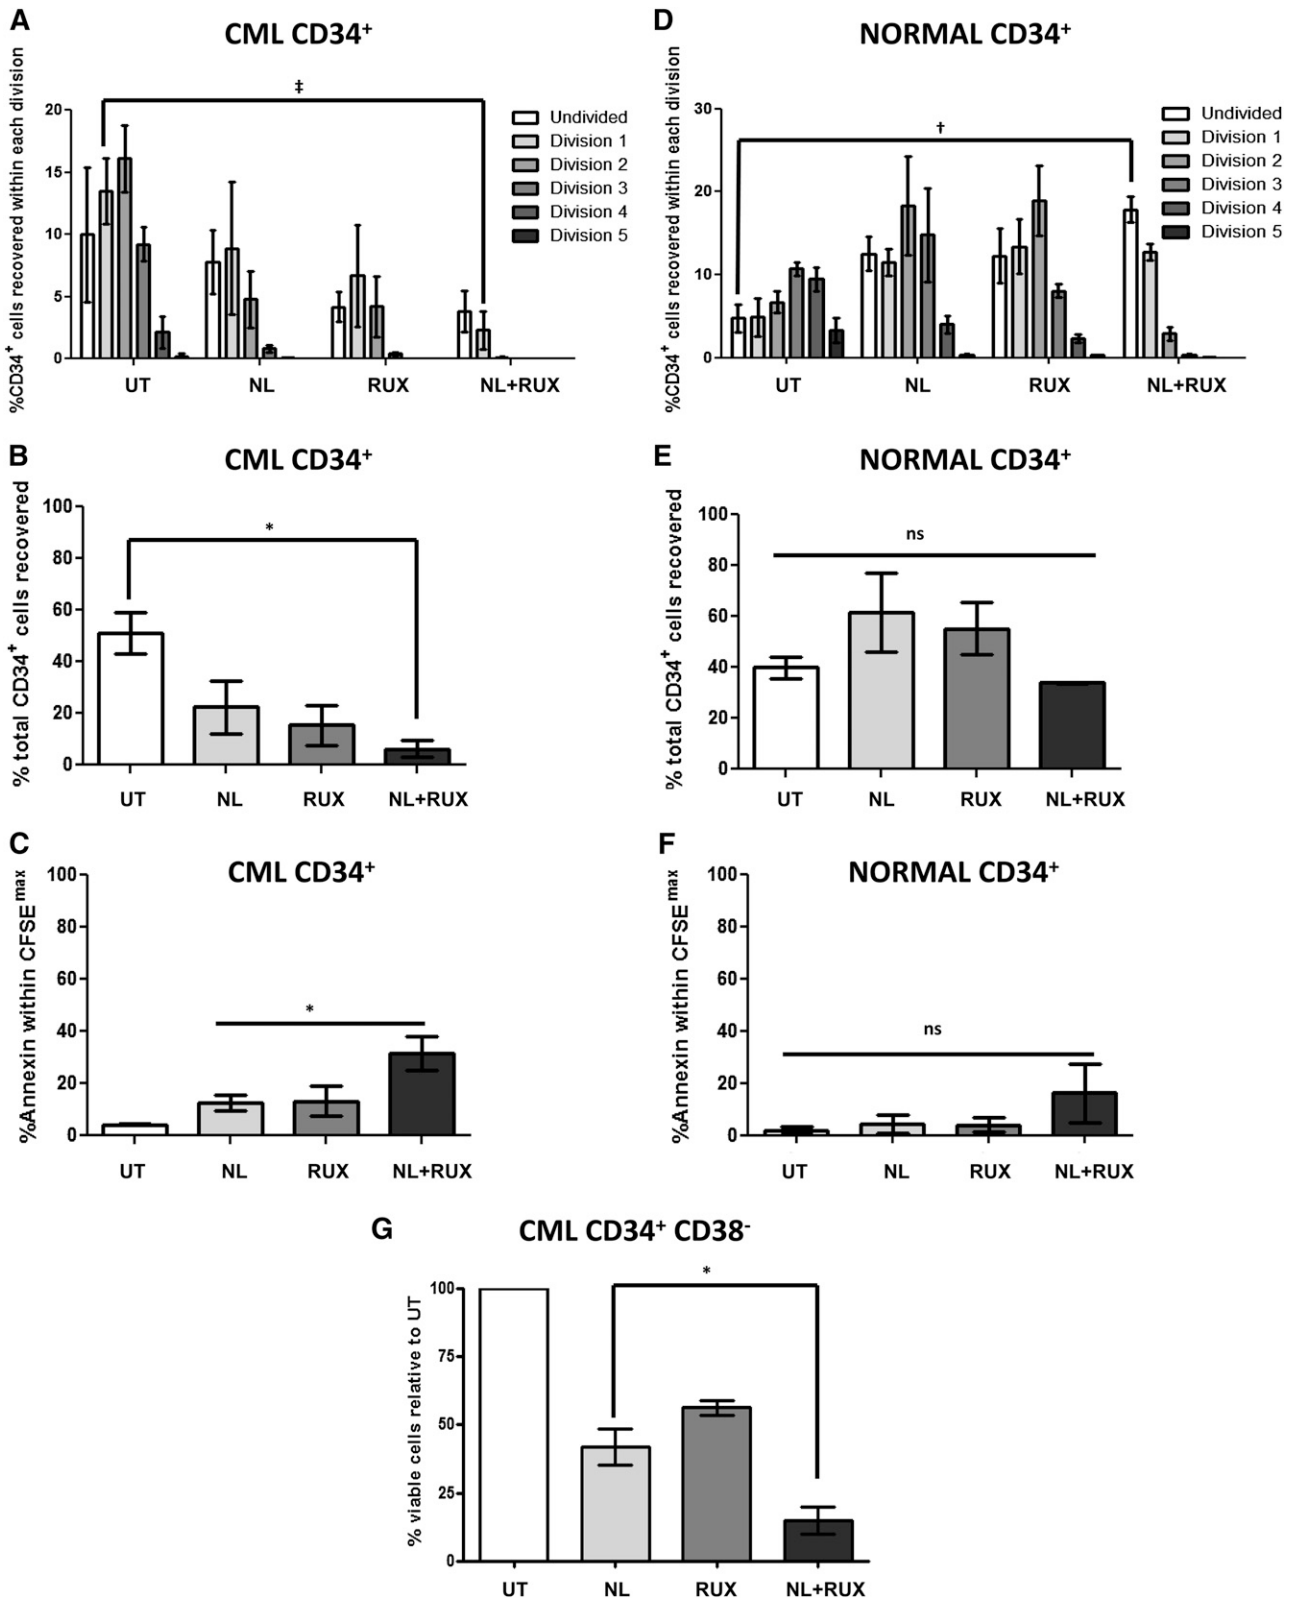 A
CML CD34+
%CD34+ cells recovered within each division
20
15
10
5
0
‡
Undivided
Division 1
Division 2
Division 3
Division 4
Division 5
UT NL RUX NL+RUX
D
NORMAL CD34+
%CD34+ cells recovered within each division
30
20
10
0
†
Undivided
Division 1
Division 2
Division 3
Division 4
Division 5
UT NL RUX NL+RUX
B
CML CD34+
% total CD34+ cells recovered
100
80
60
40
20
0
*
UT NL RUX NL+RUX
E
NORMAL CD34+
% total CD34+ cells recovered
100
80
60
40
20
0
ns
UT NL RUX NL+RUX
C
CML CD34+
%Annexin within CFSEmax
100
80
60
40
20
0
*
UT NL RUX NL+RUX
F
NORMAL CD34+
%Annexin within CFSEmax
100
80
60
40
20
0
ns
UT NL RUX NL+RUX
G
CML CD34+ CD38-
% viable cells relative to UT
100
75
50
25
0
*
UT NL RUX NL+RUX